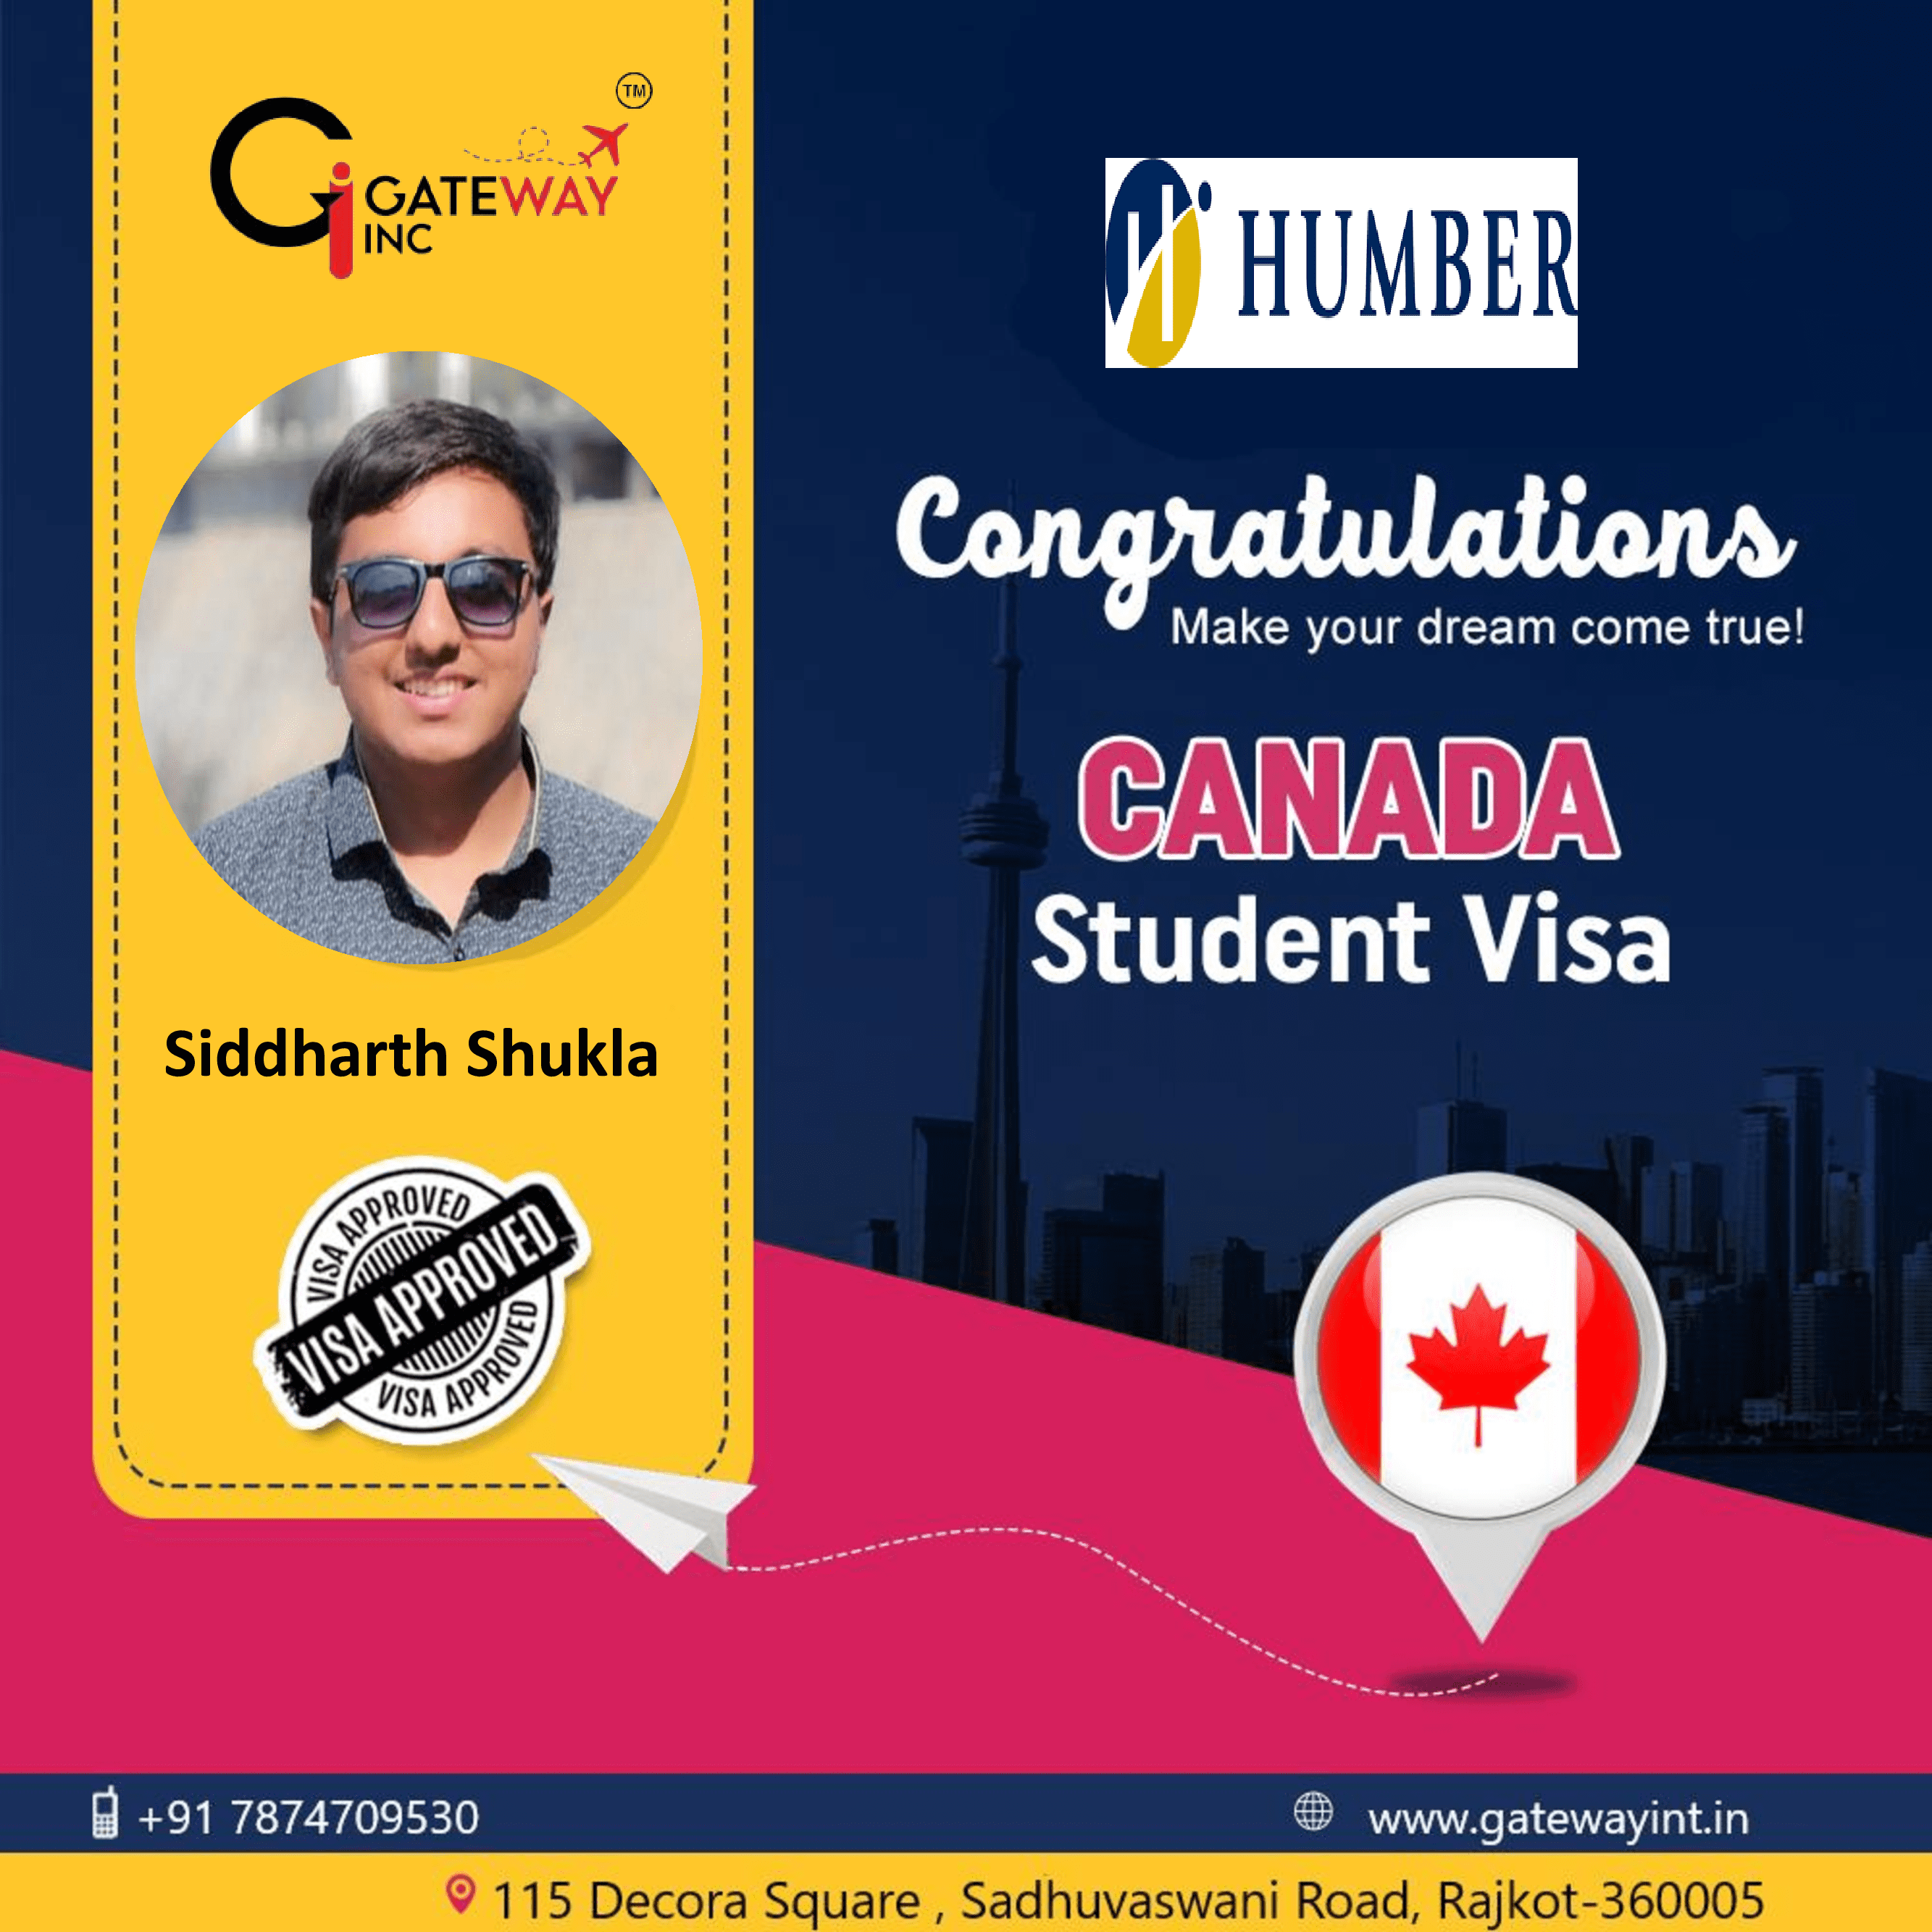 TM
GATEWAY
INC
HUMBER
Congratulations
Make your dream come true!
CANADA
Student Visa
Siddharth Shukla
VISA APPROVED
VISA APPROVED
VISA APPROVED
+91 7874709530
www.gatewayint.in
115 Decora Square , Sadhuvaswani Road, Rajkot-360005